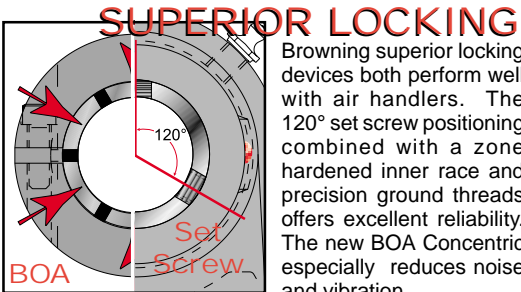 SUPERIOR LOCKING
Browning superior locking
devices both perform well
with air handlers. The
120° set screw positioning
combined with a zone
hardened inner race and
precision ground threads
offers excellent reliability.
The new BOA Concentric
especially reduces noise
and vibration.
120°
Set
Screw
BOA